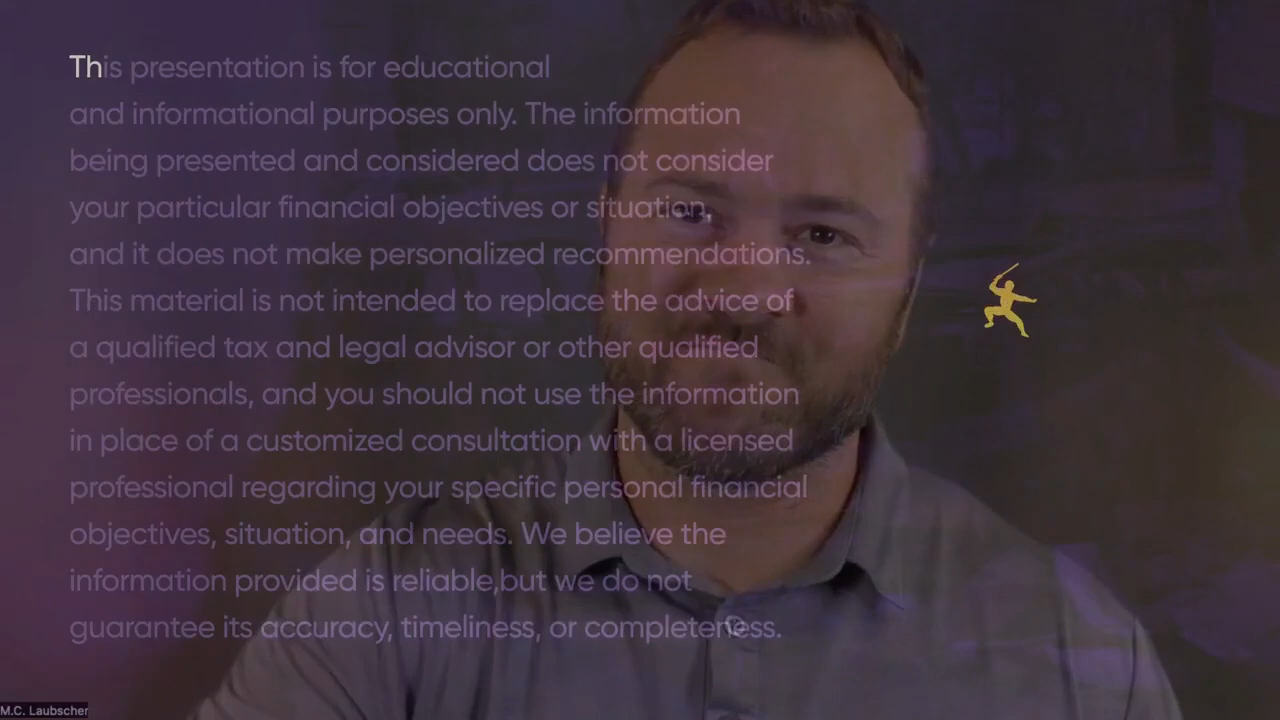 This presentation is for educational
and informational purposes only. The information
being presented and considered does not consider
your particular financial objectives or situation,
and it does not make personalized recommendations.
This material is not intended to replace the advice of
a qualified tax and legal advisor or other qualified
professionals, and you should not use the information
in place of a customized consultation with a licensed
professional regarding your specific personal financial
objectives, situation, and needs. We believe the
information provided is reliable,but we do not
guarantee its accuracy, timeliness, or completeness.
M.C. Laubscher